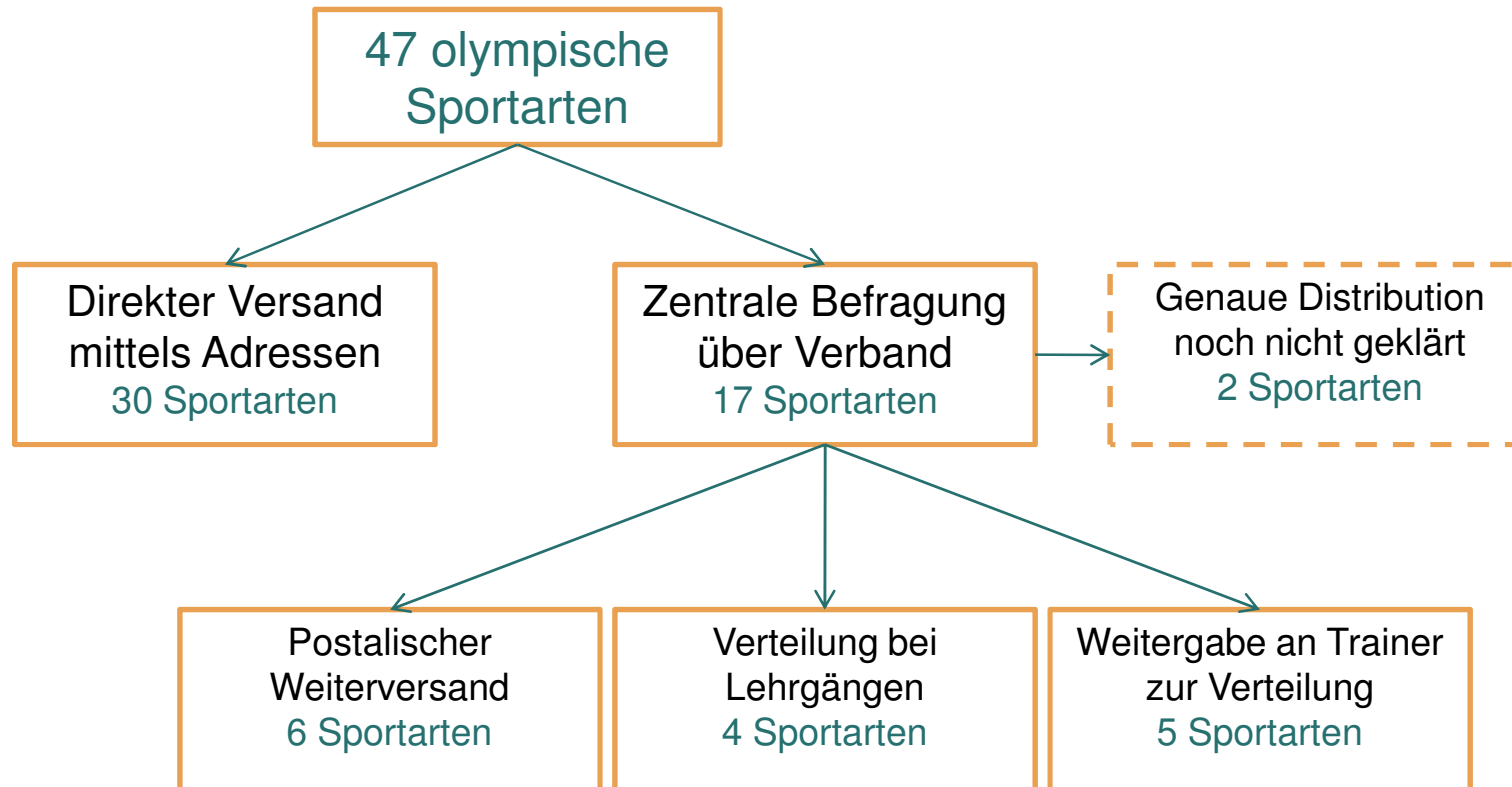 47 olympische
Sportarten
Direkter Versand
mittels Adressen
30 Sportarten
Zentrale Befragung
über Verband
17 Sportarten
Genaue Distribution
noch nicht geklärt
2 Sportarten
Postalischer
Weiterversand
6 Sportarten
Verteilung bei
Lehrgängen
4 Sportarten
Weitergabe an Trainer
zur Verteilung
5 Sportarten